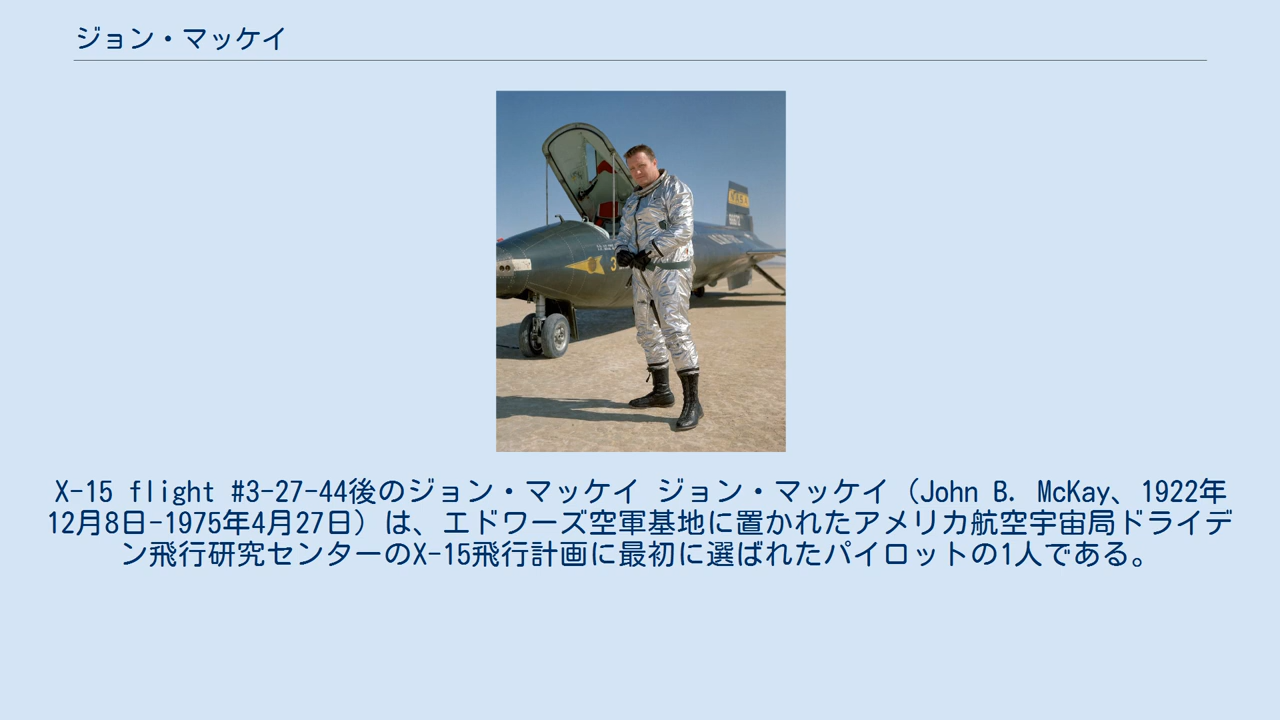 ジョン・マッケイ
NASA
3
X-15 flight #3-27-44後のジョン・マッケイ ジョン・マッケイ（John B. McKay、1922年
12月8日-1975年4月27日）は、エドワーズ空軍基地に置かれたアメリカ航空宇宙局ドライデ
ン飛行研究センターのX-15飛行計画に最初に選ばれたパイロットの1人である。